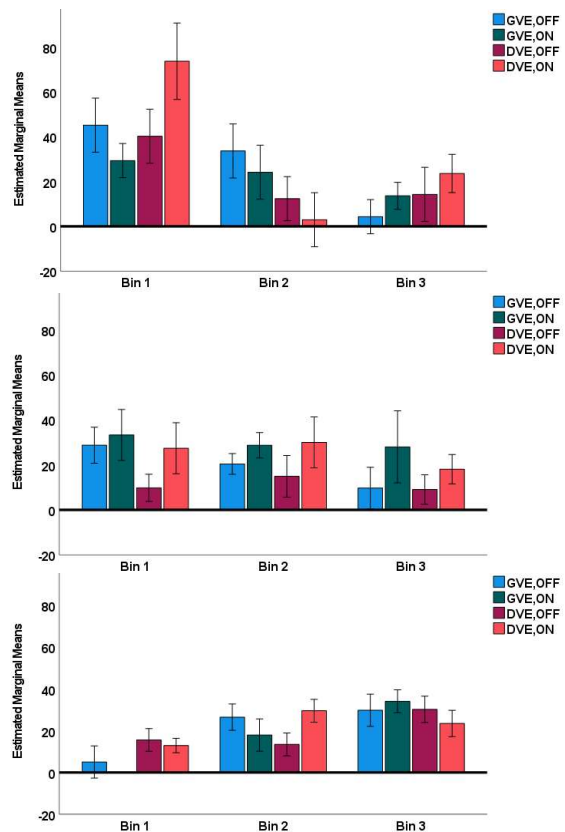 Estimated Marginal Means
80
60
40
20
0
-20
Bin 1
Bin 2
Bin 3
GVE,OFF
GVE,ON
DVE,OFF
DVE,ON
Estimated Marginal Means
80
60
40
20
0
-20
Bin 1
Bin 2
Bin 3
GVE,OFF
GVE,ON
DVE,OFF
DVE,ON
Estimated Marginal Means
80
60
40
20
0
-20
Bin 1
Bin 2
Bin 3
GVE,OFF
GVE,ON
DVE,OFF
DVE,ON